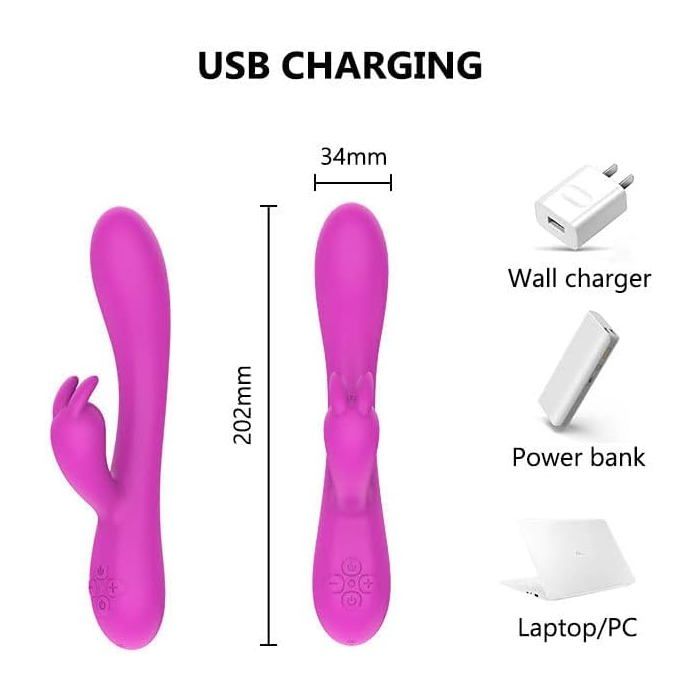 USB CHARGING
34mm
202mm
Wall charger
Power bank
Laptop/PC